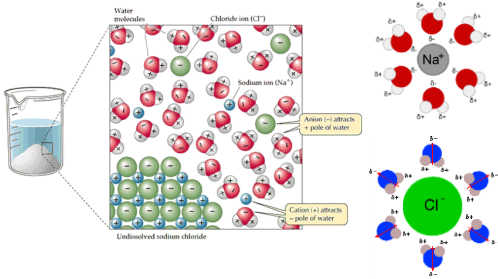 Water
molecules
Chloride ion (Cl⁻)
Sodium ion (Na⁺)
Anion (−) attracts
+ pole of water
Cation (+) attracts
− pole of water
Undissolved sodium chloride
δ+ δ+ δ+ δ+
δ+ δ- δ- δ+
δ- Na⁺ δ-
δ+ δ- δ- δ+
δ+ δ+ δ+ δ+
δ-
δ- δ+ δ+ δ-
δ+ δ+
δ+ Cl⁻ δ+
δ+ δ+
δ- δ+ δ+ δ-
δ-